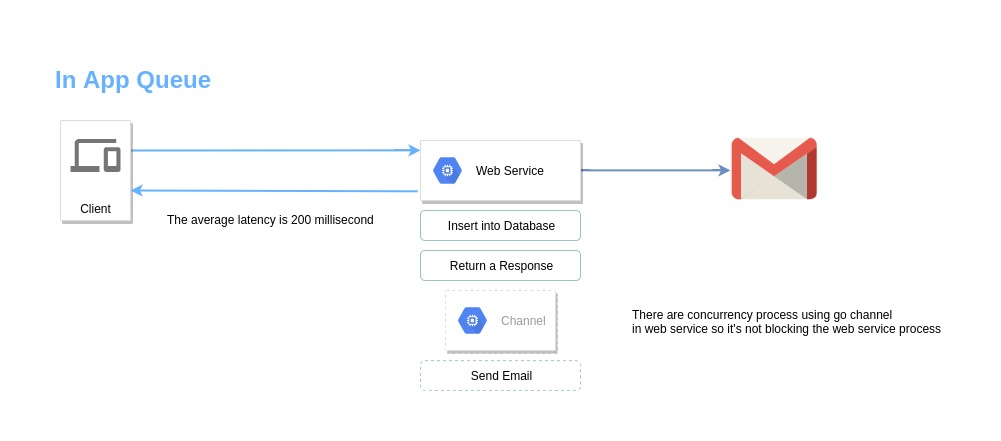 In App Queue
Client
Web Service
The average latency is 200 millisecond
Insert into Database
Return a Response
Channel
There are concurrency process using go channel
in web service so it's not blocking the web service process
Send Email